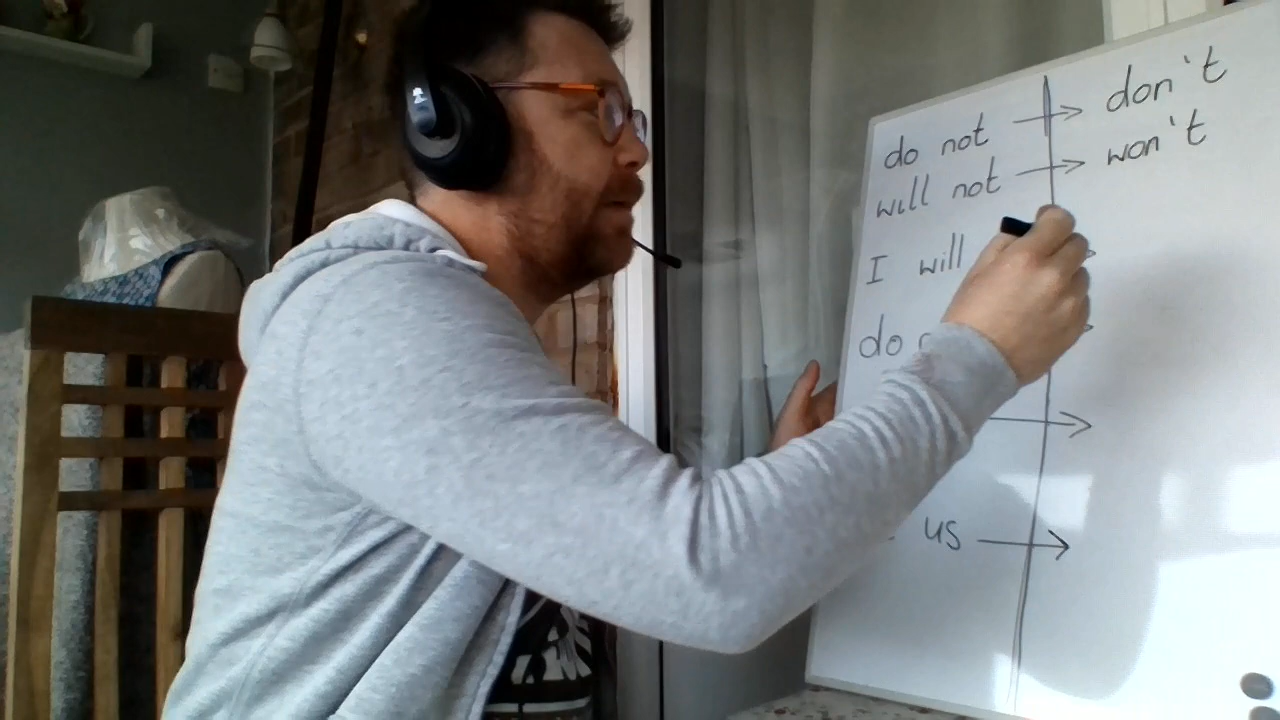 do not → don't
will not → won't
I will
do
us →